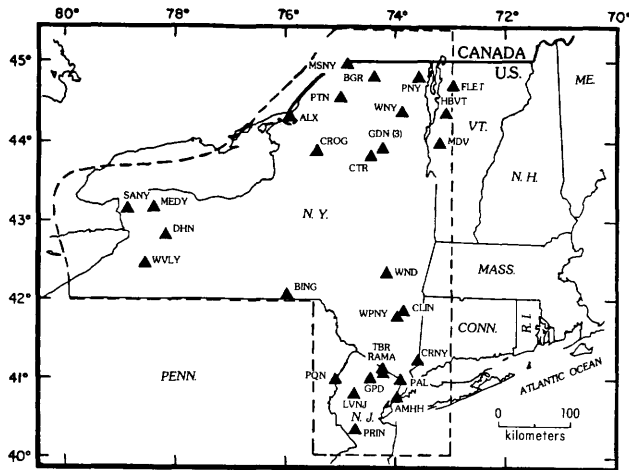 80° 78° 76° 74° 72° 70°
45°
44°
43°
42°
41°
40°
CANADA
U.S.
ME.
MSNY
BGR
PNY
FLET
PTN
WNY
HBVT
ALX
VT.
GDN (3)
MDV
CROG
CTR
N.H.
SANY
MEDY
N.Y.
DHN
WVLY
WND
MASS.
BING
CLIN
WPNY
CONN.
R.I.
TBR
RAMA
CRNY
PENN.
PQN
GPD
PAL
ATLANTIC OCEAN
LVNJ
AMHH
N.J.
PRIN
0 100
kilometers